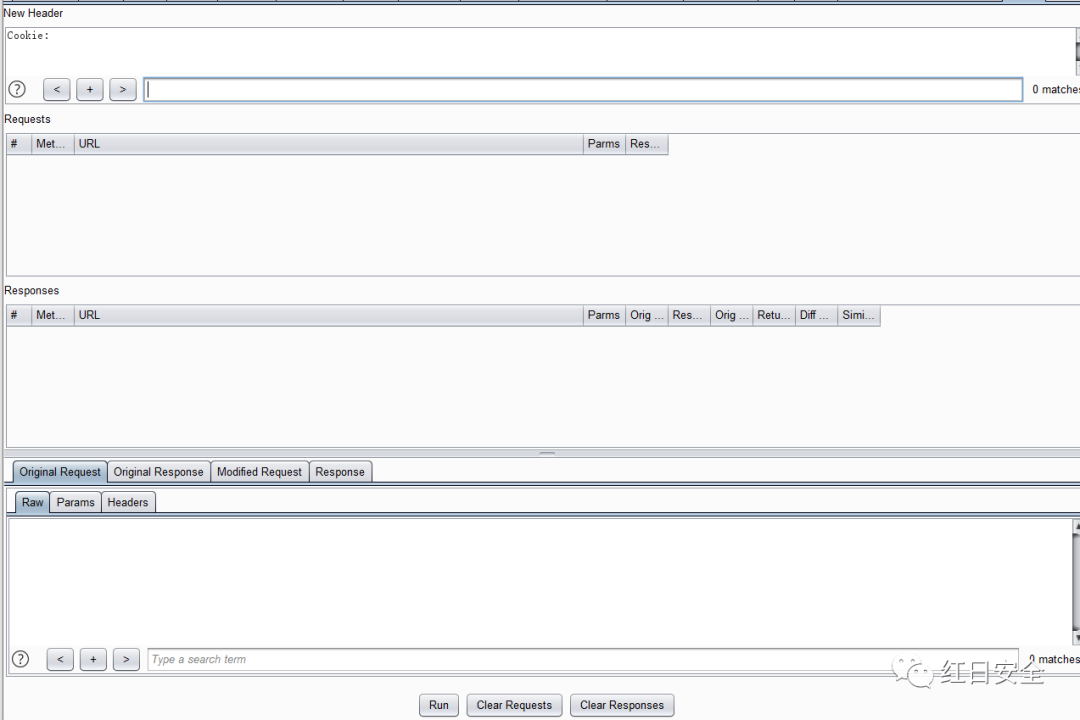 New Header
Cookie:
? < + > 0 matches
Requests
# Met... URL Parms Res...
Responses
# Met... URL Parms Orig ... Res... Orig ... Retu... Diff ... Simi...
Original Request Original Response Modified Request Response
Raw Params Headers
? < + > Type a search term 0 matches
红日安全
Run Clear Requests Clear Responses